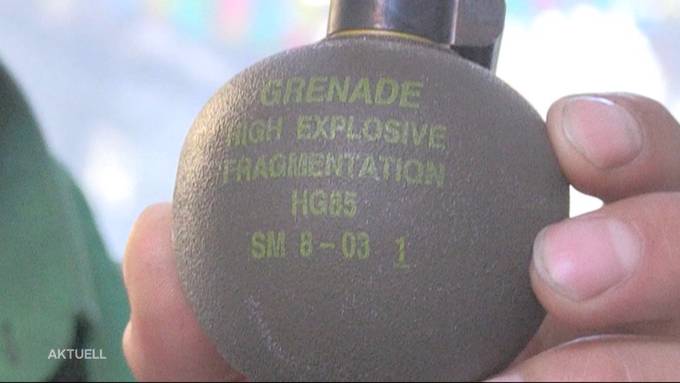 GRENADE
HIGH EXPLOSIVE
FRAGMENTATION
HG85
SM 8-03 1
AKTUELL